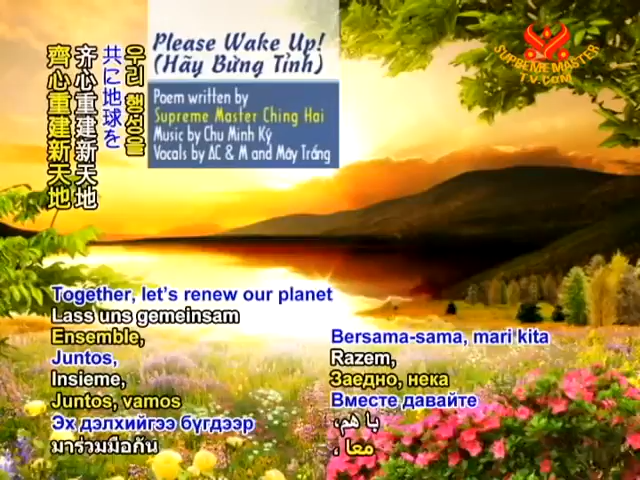 Please Wake Up!
(Hãy Bừng Tỉnh)
Poem written by
Supreme Master Ching Hai
Music by Chu Minh Ký
Vocals by AC & M and Mây Trắng
SUPREME MASTER
TV.COM
우리 행성을
共に地球を
齐心重建新天地
齊心重建新天地
Together, let's renew our planet
Lass uns gemeinsam
Ensemble,
Juntos,
Insieme,
Juntos, vamos
Эх дэлхийгээ бүгдээр
มาร่วมมือกัน
Bersama-sama, mari kita
Razem,
Заедно, нека
Вместе давайте
با هم،
معا ،